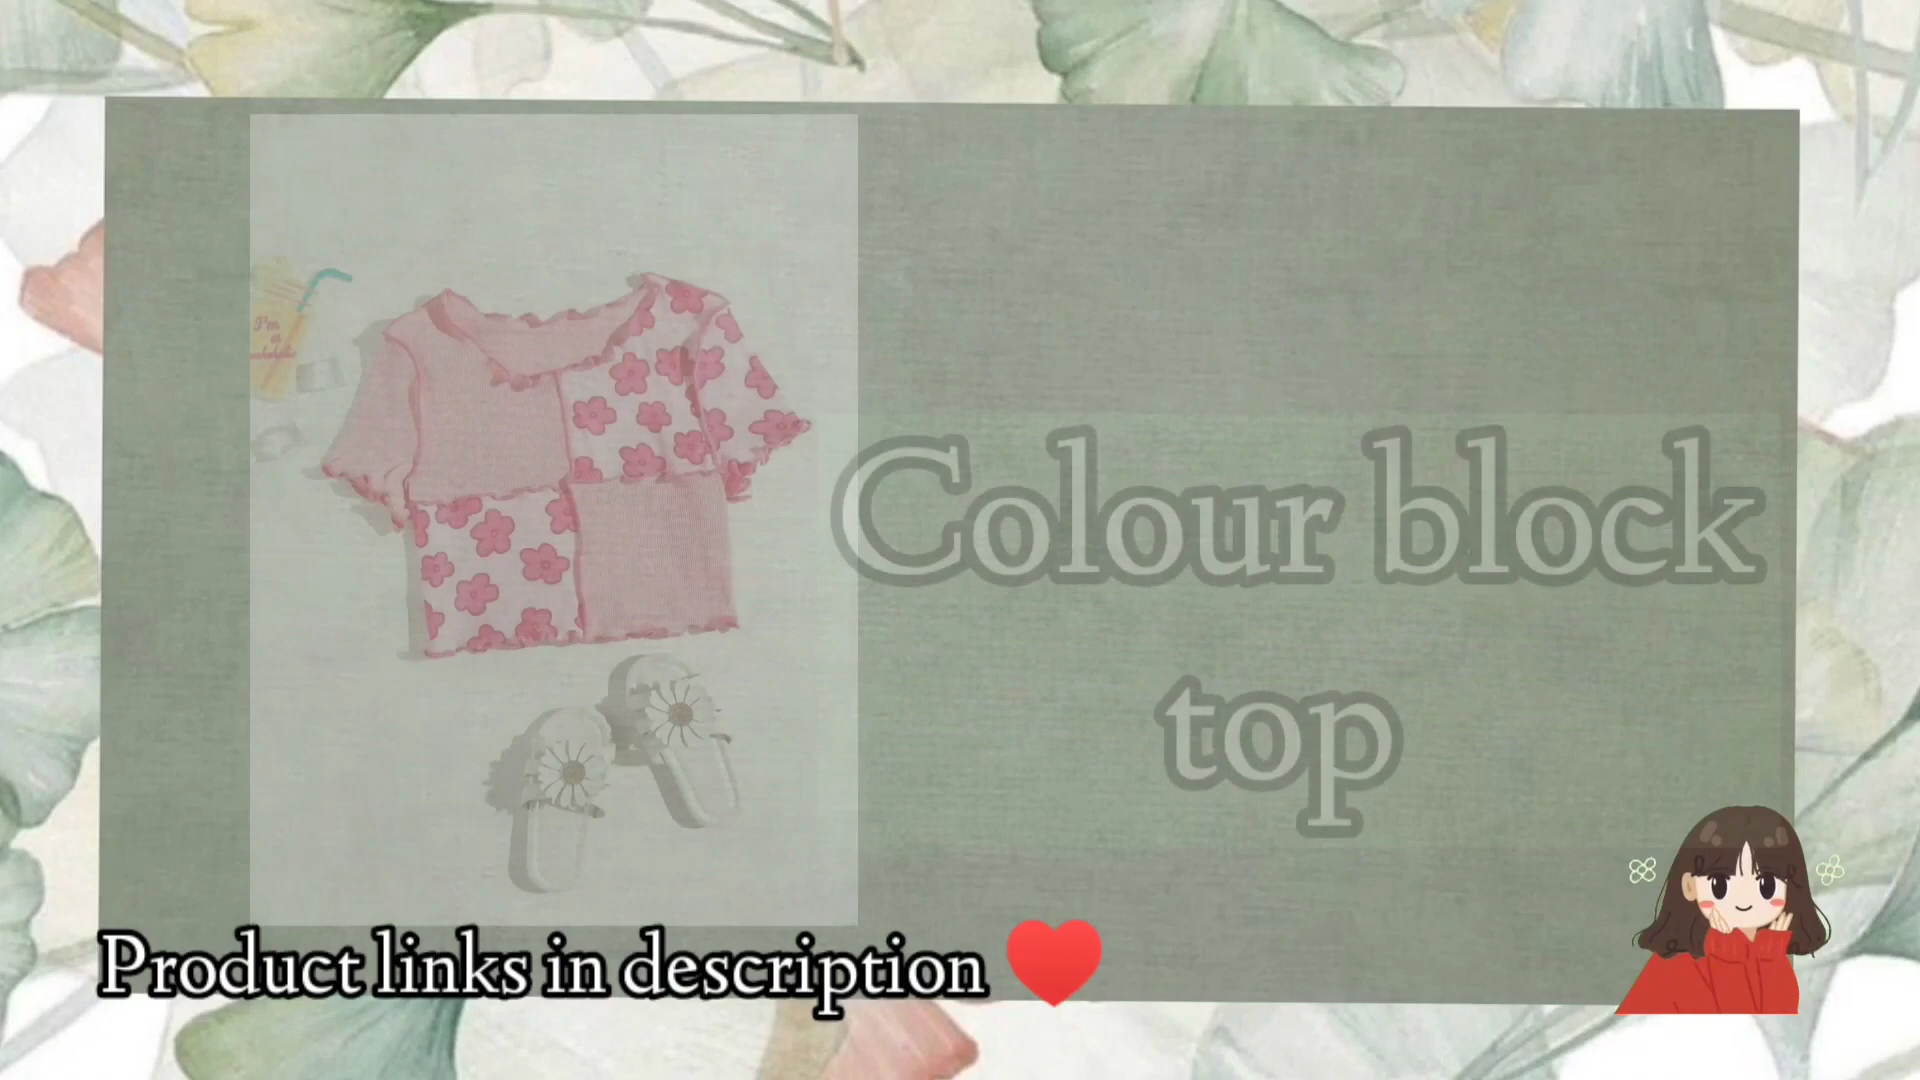 I'm
a
Colour block
top
Product links in description ❤️